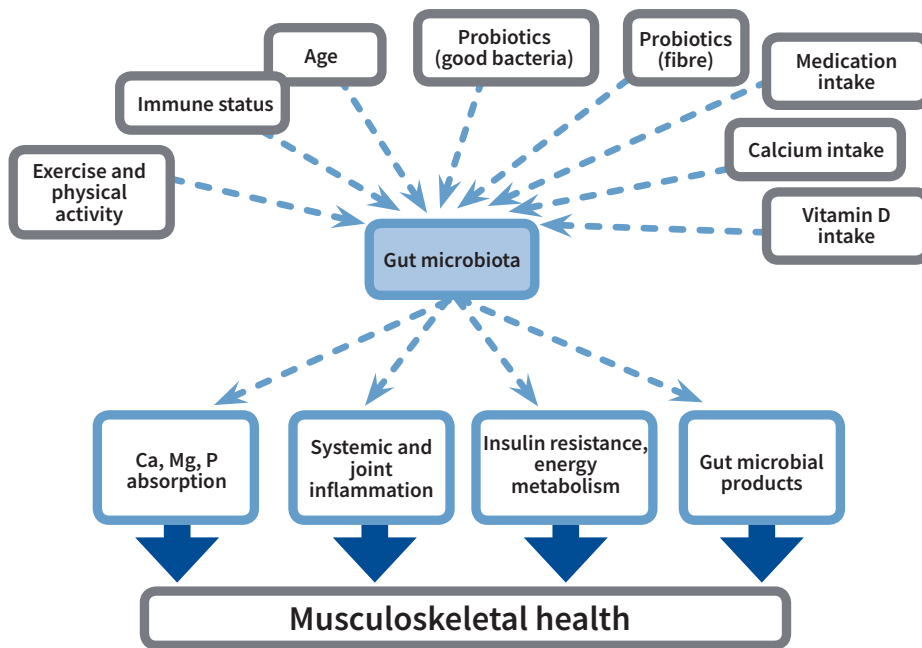 Age
Probiotics
(good bacteria)
Probiotics
(fibre)
Medication
intake
Immune status
Calcium intake
Exercise and
physical
activity
Vitamin D
intake
Gut microbiota
Ca, Mg, P
absorption
Systemic and
joint
inflammation
Insulin resistance,
energy
metabolism
Gut microbial
products
Musculoskeletal health